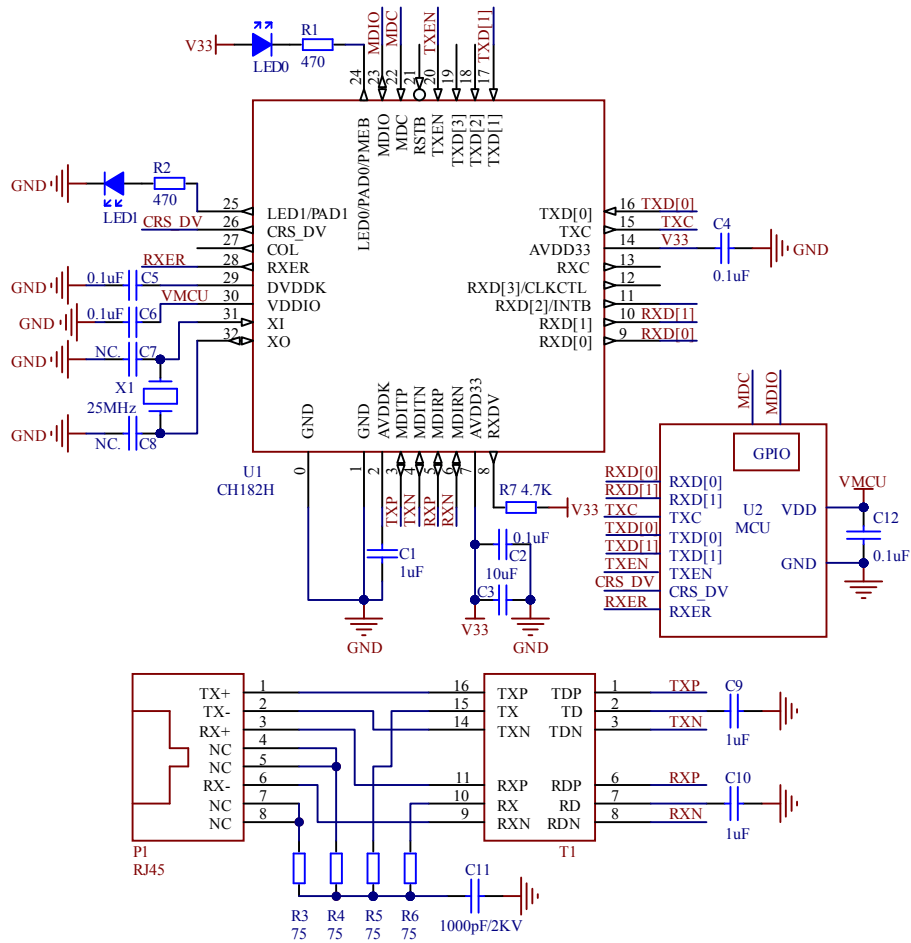 V33
LED0
R1
470
MDIO
MDC
TXEN
TXD[1]
24
23
22
21
20
19
18
17
LED0/PAD0/PMEB
MDIO
MDC
RSTB
TXEN
TXD[3]
TXD[2]
TXD[1]
GND
LED1
R2
470
25
LED1/PAD1
CRS_DV
26
CRS_DV
27
COL
RXER
28
RXER
GND
0.1uF
C5
29
DVDDK
GND
0.1uF
C6
VMCU
30
VDDIO
31
XI
32
XO
GND
NC.
C7
X1
25MHz
GND
NC.
C8
TXD[0]
16
TXD[0]
TXC
15
TXC
AVDD33
14
V33
C4
0.1uF
GND
RXC
13
RXD[3]/CLKCTL
12
RXD[2]/INTB
11
RXD[1]
10
RXD[1]
RXD[0]
9
RXD[0]
GND
GND
AVDDK
MDITP
MDITN
MDIRP
MDIRN
AVDD33
RXDV
U1
CH182H
0
1
2
3
4
5
6
7
8
TXP
TXN
RXP
RXN
C1
1uF
GND
R7 4.7K
V33
0.1uF
C2
10uF
C3
V33
GND
MDC
MDIO
GPIO
U2
MCU
RXD[0]
RXD[0]
RXD[1]
RXD[1]
TXC
TXC
TXD[0]
TXD[0]
TXD[1]
TXD[1]
TXEN
TXEN
CRS_DV
CRS_DV
RXER
RXER
VDD
GND
VMCU
C12
0.1uF
TX+
1
TX-
2
RX+
3
NC
4
NC
5
RX-
6
NC
7
NC
8
P1
RJ45
16
TXP
15
TX
14
TXN
11
RXP
10
RX
9
RXN
TDP
1
TXP
TD
2
TDN
3
TXN
RDP
6
RXP
RD
7
RDN
8
RXN
T1
C9
1uF
C10
1uF
R3
75
R4
75
R5
75
R6
75
C11
1000pF/2KV